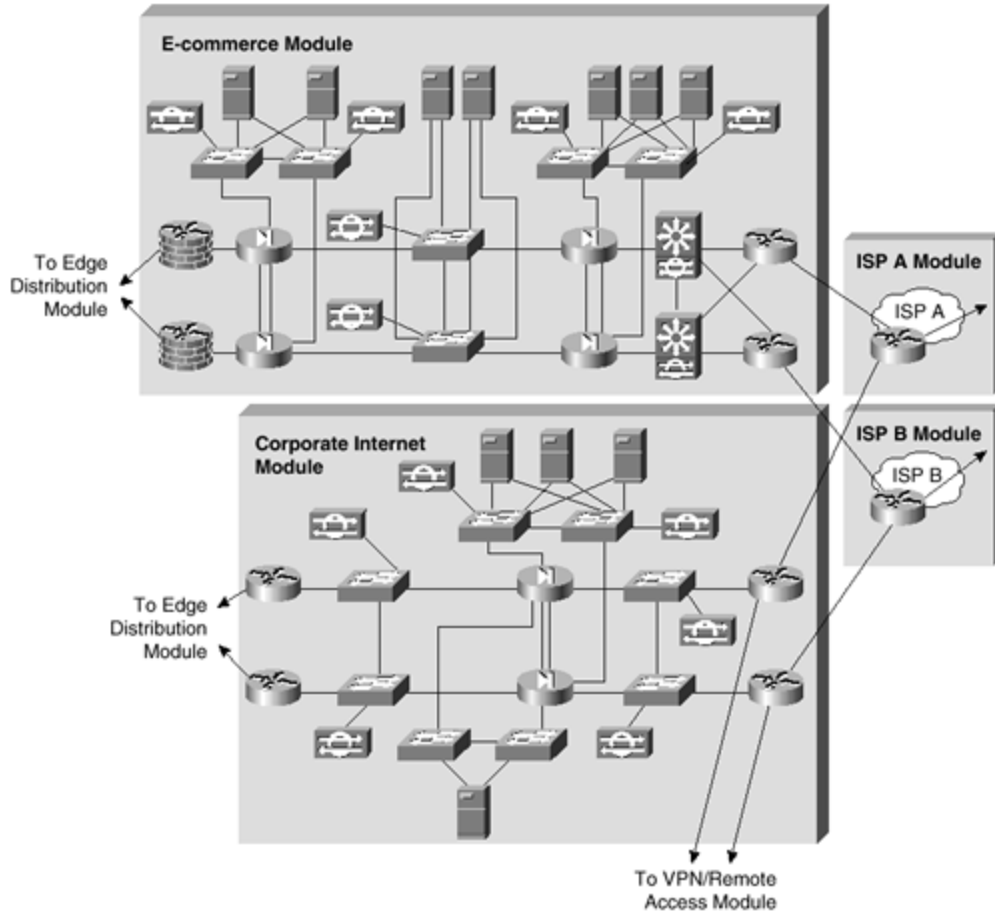 E-commerce Module
To Edge
Distribution
Module
ISP A Module
ISP A
Corporate Internet
Module
ISP B Module
ISP B
To Edge
Distribution
Module
To VPN/Remote
Access Module